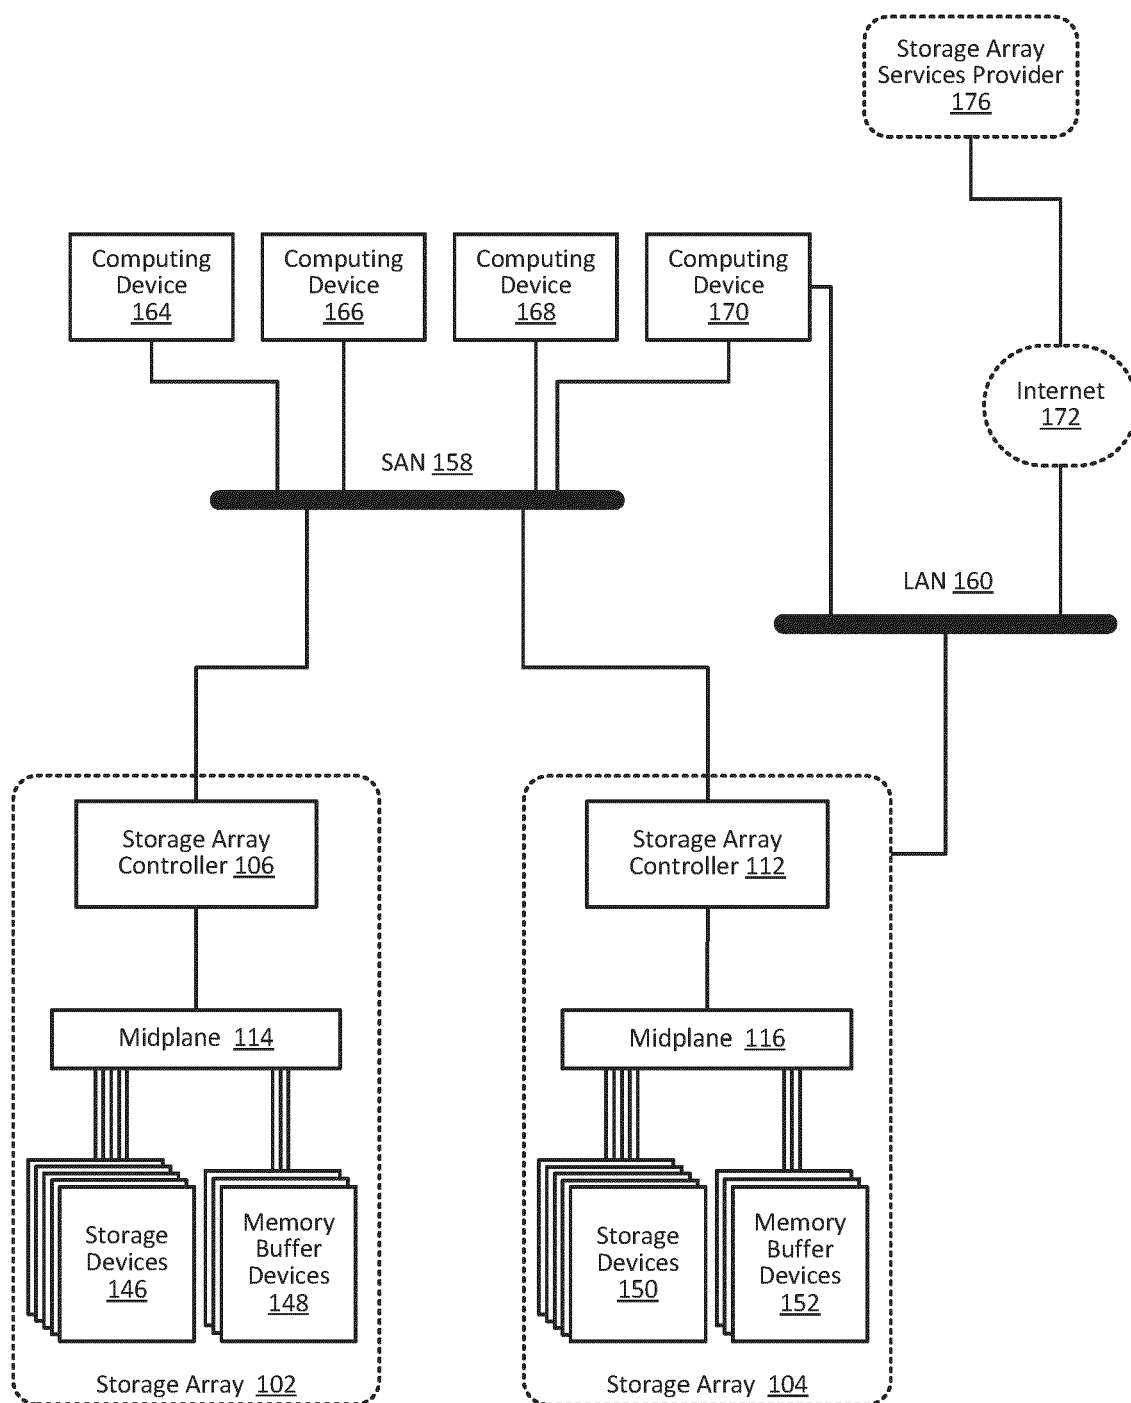 Storage Array
Services Provider
176
Computing
Device
164
Computing
Device
166
Computing
Device
168
Computing
Device
170
Internet
172
SAN 158
LAN 160
Storage Array
Controller 106
Storage Array
Controller 112
Midplane 114
Midplane 116
Storage
Devices
146
Memory
Buffer
Devices
148
Storage
Devices
150
Memory
Buffer
Devices
152
Storage Array 102
Storage Array 104